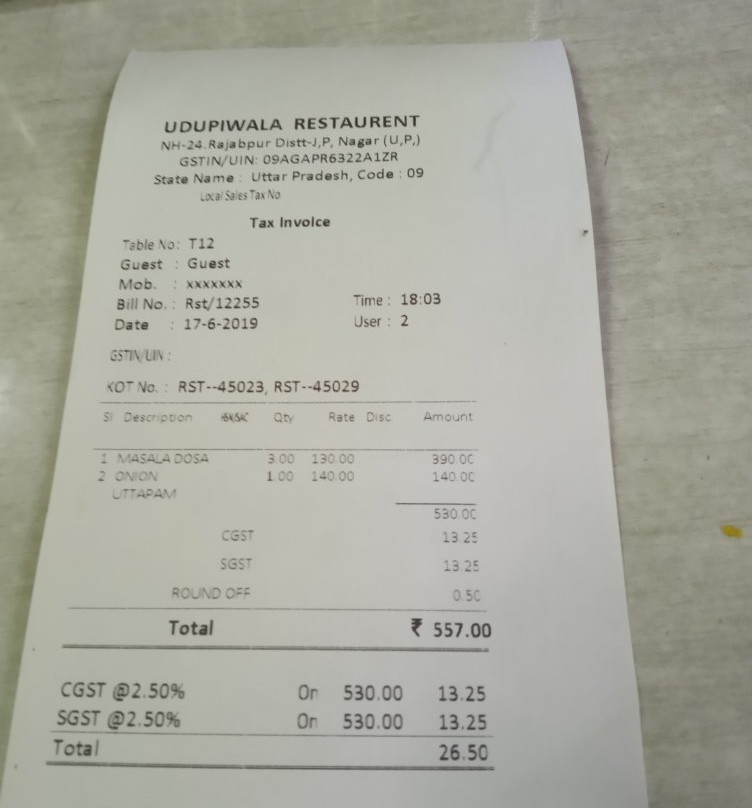 UDUPIWALA RESTAURENT
NH-24.Rajabpur Distt-J,P, Nagar (U,P,)
GSTIN/UIN: 09AGAPR6322A1ZR
State Name : Uttar Pradesh, Code : 09
Local Sales Tax No
Tax Invoice
Table No: T12
Guest : Guest
Mob. : xxxxxxx
Bill No. : Rst/12255 Time : 18:03
Date : 17-6-2019 User : 2
GSTIN/UIN :
KOT No. : RST--45023, RST--45029
Sl Description HSN/SAC Qty Rate Disc Amount
1 MASALA DOSA 3.00 130.00 390.00
2 ONION 1.00 140.00 140.00
UTTAPAM
530.00
CGST 13.25
SGST 13.25
ROUND OFF 0.50
Total ₹ 557.00
CGST @2.50% On 530.00 13.25
SGST @2.50% On 530.00 13.25
Total 26.50